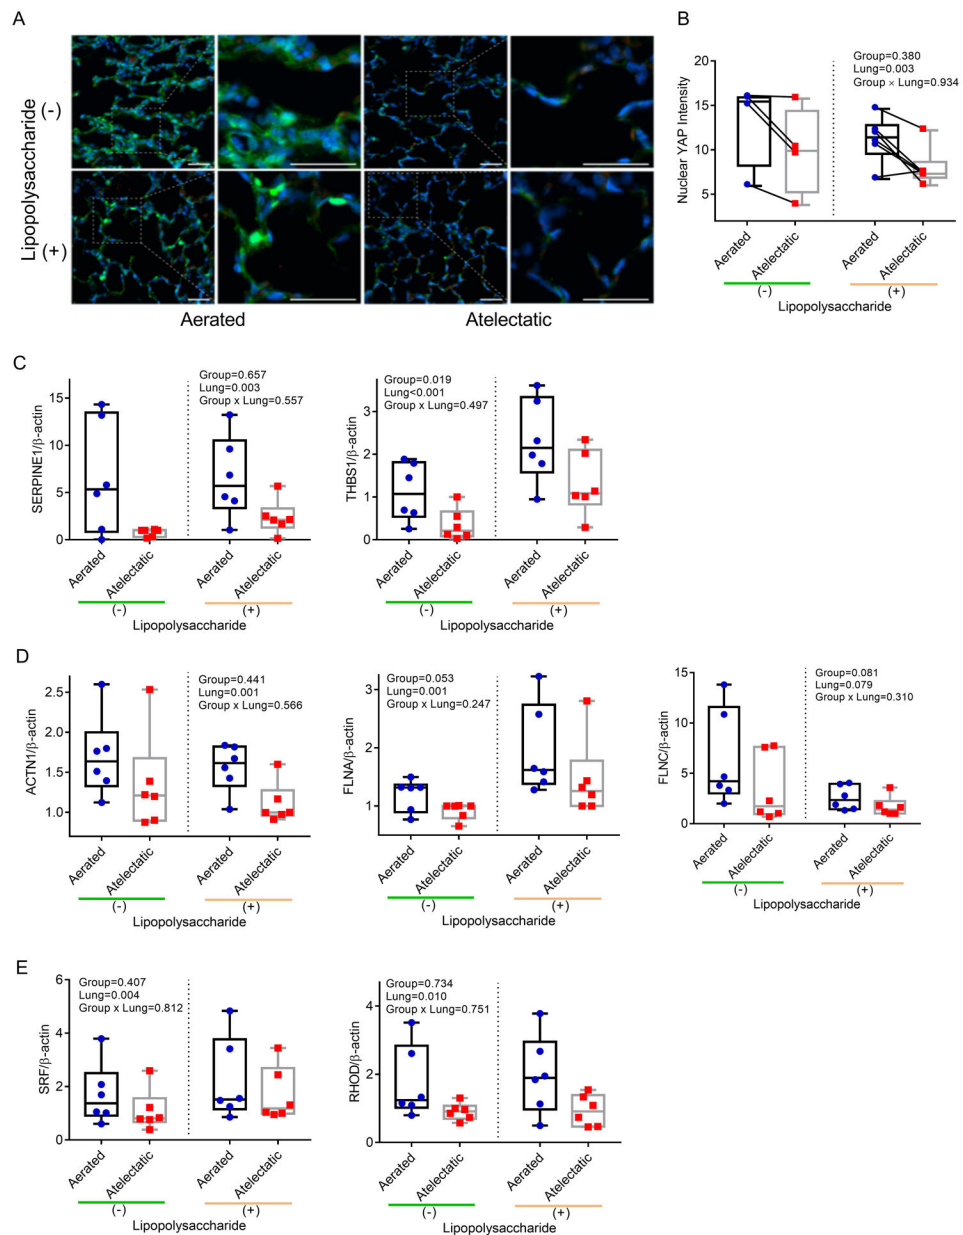 A
Lipopolysaccharide
(-)
(+)
Aerated
Atelectatic
B
Group=0.380
Lung=0.003
Group × Lung=0.934
Nuclear YAP Intensity
20
15
10
5
Aerated
Atelectatic
Aerated
Atelectatic
(-)
(+)
Lipopolysaccharide
C
Group=0.657
Lung=0.003
Group x Lung=0.557
SERPINE1/β-actin
15
10
5
0
Aerated
Atelectatic
Aerated
Atelectatic
(-)
(+)
Lipopolysaccharide
Group=0.019
Lung<0.001
Group x Lung=0.497
THBS1/β-actin
3
2
1
0
Aerated
Atelectatic
Aerated
Atelectatic
(-)
(+)
Lipopolysaccharide
D
Group=0.441
Lung=0.001
Group x Lung=0.566
ACTN1/β-actin
2.5
2.0
1.5
1.0
Aerated
Atelectatic
Aerated
Atelectatic
(-)
(+)
Lipopolysaccharide
Group=0.053
Lung=0.001
Group x Lung=0.247
FLNA/β-actin
3
2
1
Aerated
Atelectatic
Aerated
Atelectatic
(-)
(+)
Lipopolysaccharide
Group=0.081
Lung=0.079
Group x Lung=0.310
FLNC/β-actin
15
10
5
0
Aerated
Atelectatic
Aerated
Atelectatic
(-)
(+)
Lipopolysaccharide
E
Group=0.407
Lung=0.004
Group x Lung=0.812
SRF/β-actin
6
4
2
0
Aerated
Atelectatic
Aerated
Atelectatic
(-)
(+)
Lipopolysaccharide
Group=0.734
Lung=0.010
Group x Lung=0.751
RHOD/β-actin
4
2
0
Aerated
Atelectatic
Aerated
Atelectatic
(-)
(+)
Lipopolysaccharide